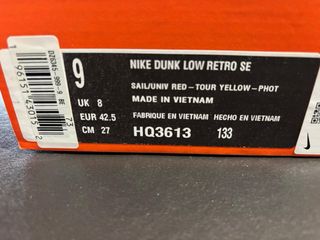 9
UK 8
EUR 42.5
CM 27
NIKE DUNK LOW RETRO SE
SAIL/UNIV RED-TOUR YELLOW-PHOT
MADE IN VIETNAM
FABRIQUE EN VIETNAM HECHO EN VIETNAM
HQ3613 133
73